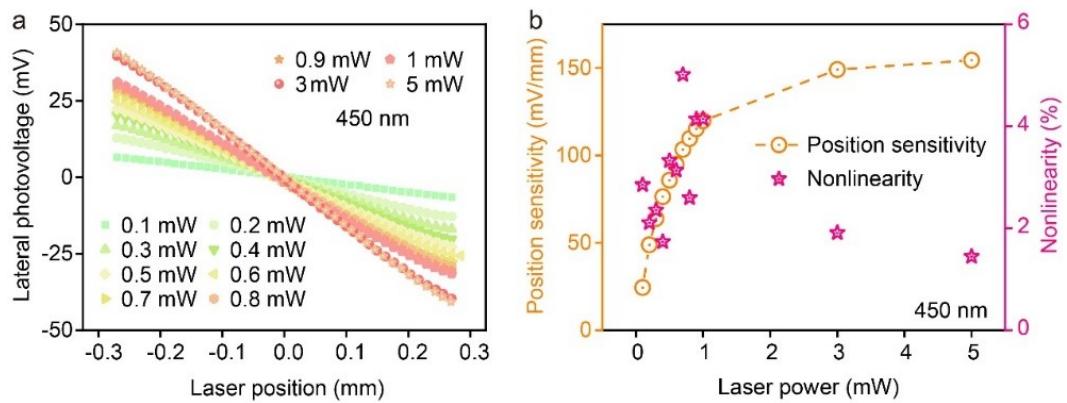 a
50
25
0
-25
-50
Lateral photovoltage (mV)
0.9 mW 1 mW
3mW 5 mW
450 nm
0.1 mW 0.2 mW
0.3 mW 0.4 mW
0.5 mW 0.6 mW
0.7 mW 0.8 mW
-0.3 -0.2 -0.1 0.0 0.1 0.2 0.3
Laser position (mm)
b
150
100
50
0
Position sensitivity (mV/mm)
Position sensitivity
Nonlinearity
450 nm
6
4
2
0
Nonlinearity (%)
0 1 2 3 4 5
Laser power (mW)